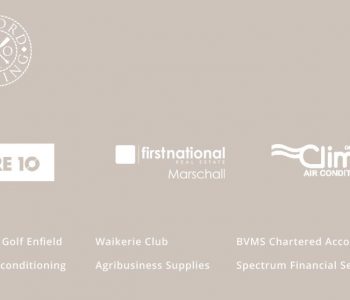 RE 10
firstnational
REAL ESTATE
Marschall
Clim
AIR CONDIT
Golf Enfield
Waikerie Club
BVMS Chartered Acco
conditioning
Agribusiness Supplies
Spectrum Financial Se